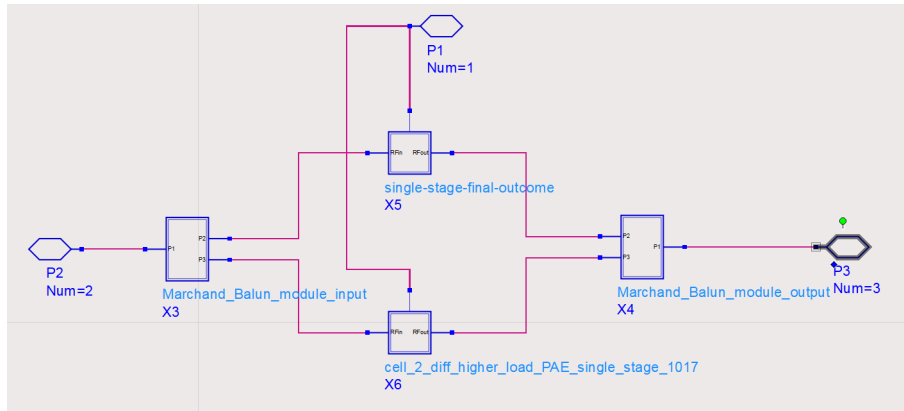 P1
Num=1
RFin
RFout
single-stage-final-outcome
X5
P2
Num=2
P1
P2
P3
Marchand_Balun_module_input
X3
P2
P3
P1
Marchand_Balun_module_output
X4
P3
Num=3
RFin
RFout
cell_2_diff_higher_load_PAE_single_stage_1017
X6